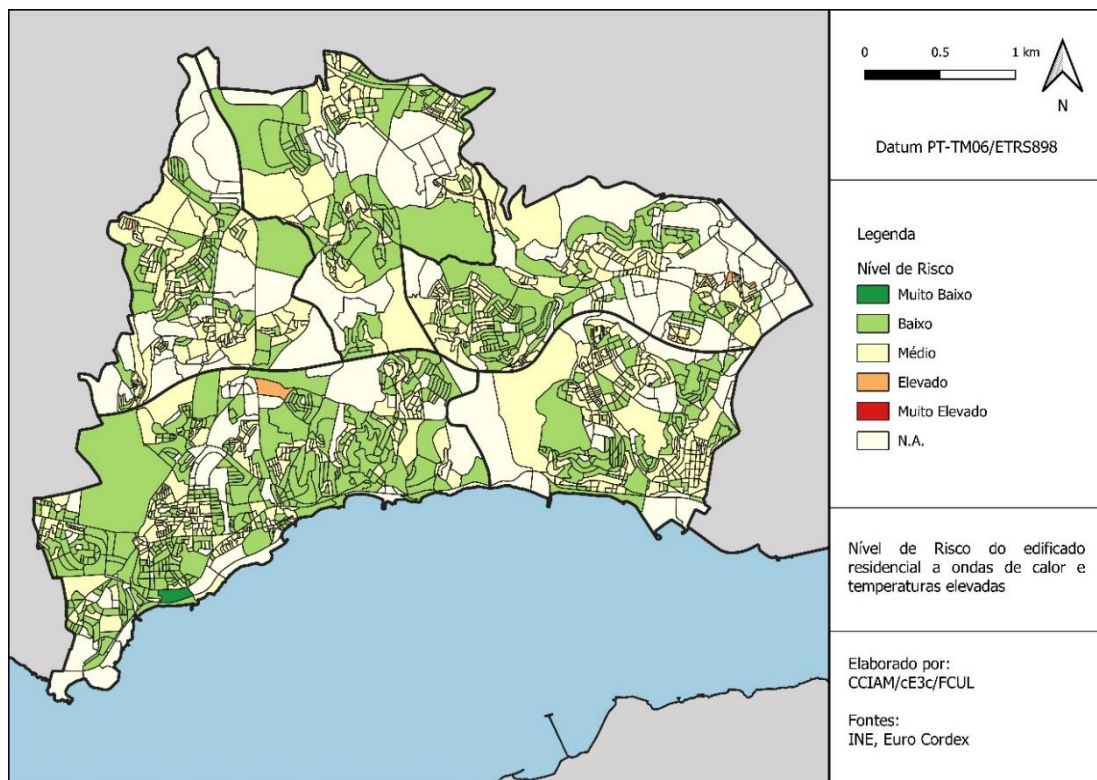 0 0.5 1 km
N
Datum PT-TM06/ETRS898
Legenda
Nível de Risco
Muito Baixo
Baixo
Médio
Elevado
Muito Elevado
N.A.
Nível de Risco do edificado
residencial a ondas de calor e
temperaturas elevadas
Elaborado por:
CCIAM/cE3c/FCUL
Fontes:
INE, Euro Cordex